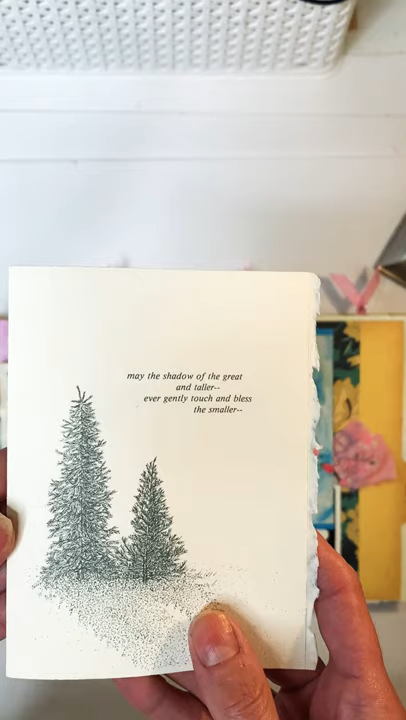 may the shadow of the great
and taller--
ever gently touch and bless
the smaller--